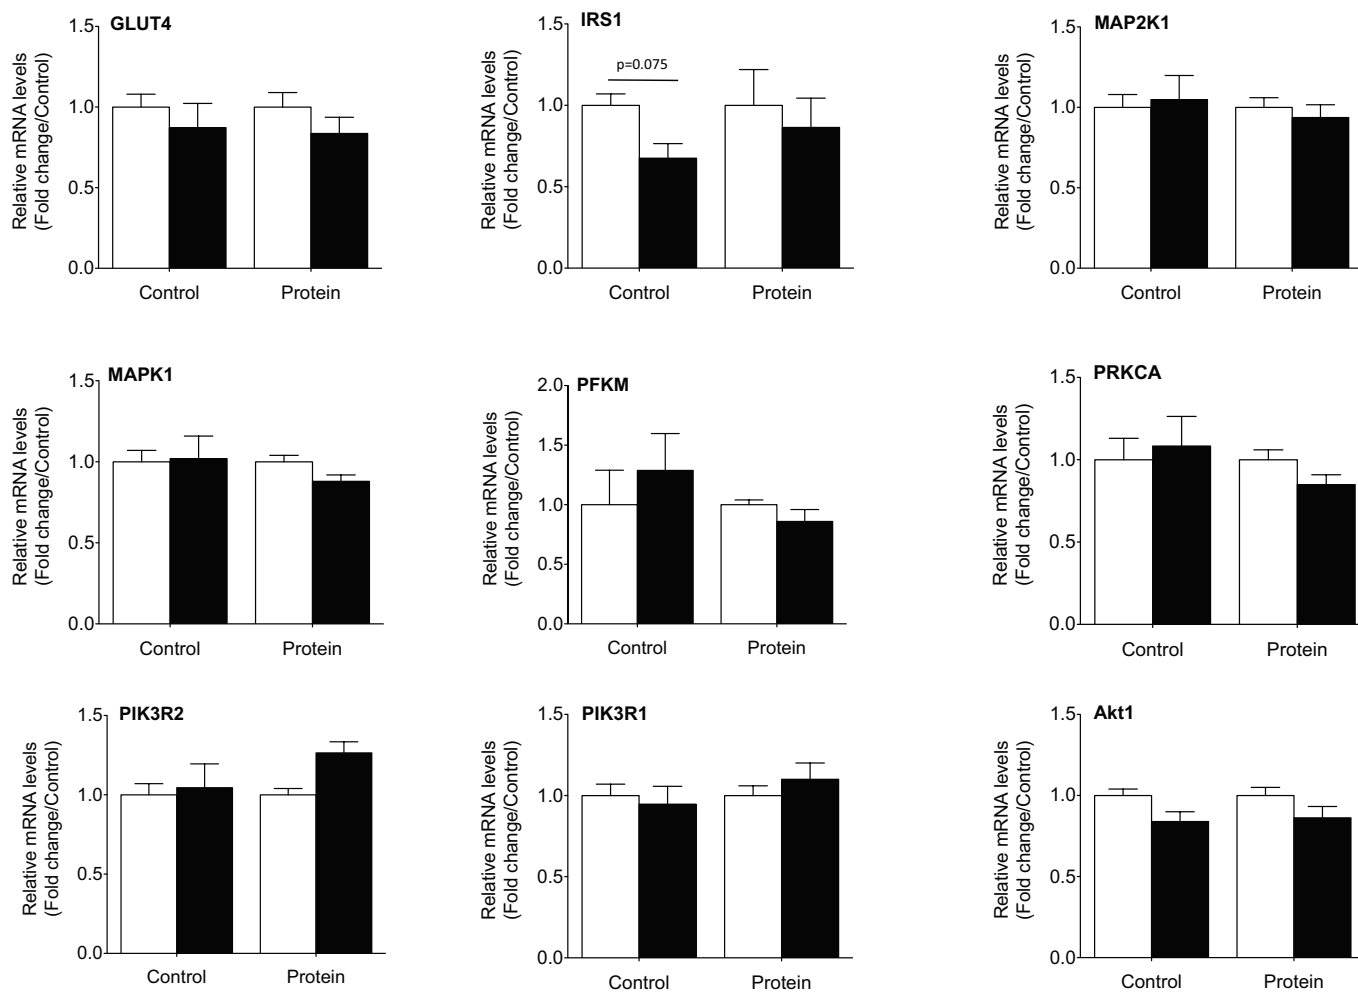 GLUT4
Relative mRNA levels
(Fold change/Control)
1.5
1.0
0.5
0.0
Control Protein
IRS1
Relative mRNA levels
(Fold change/Control)
1.5
1.0
0.5
0.0
p=0.075
Control Protein
MAP2K1
Relative mRNA levels
(Fold change/Control)
1.5
1.0
0.5
0.0
Control Protein
MAPK1
Relative mRNA levels
(Fold change/Control)
1.5
1.0
0.5
0.0
Control Protein
PFKM
Relative mRNA levels
(Fold change/Control)
2.0
1.5
1.0
0.5
0.0
Control Protein
PRKCA
Relative mRNA levels
(Fold change/Control)
1.5
1.0
0.5
0.0
Control Protein
PIK3R2
Relative mRNA levels
(Fold change/Control)
1.5
1.0
0.5
0.0
Control Protein
PIK3R1
Relative mRNA levels
(Fold change/Control)
1.5
1.0
0.5
0.0
Control Protein
Akt1
Relative mRNA levels
(Fold change/Control)
1.5
1.0
0.5
0.0
Control Protein